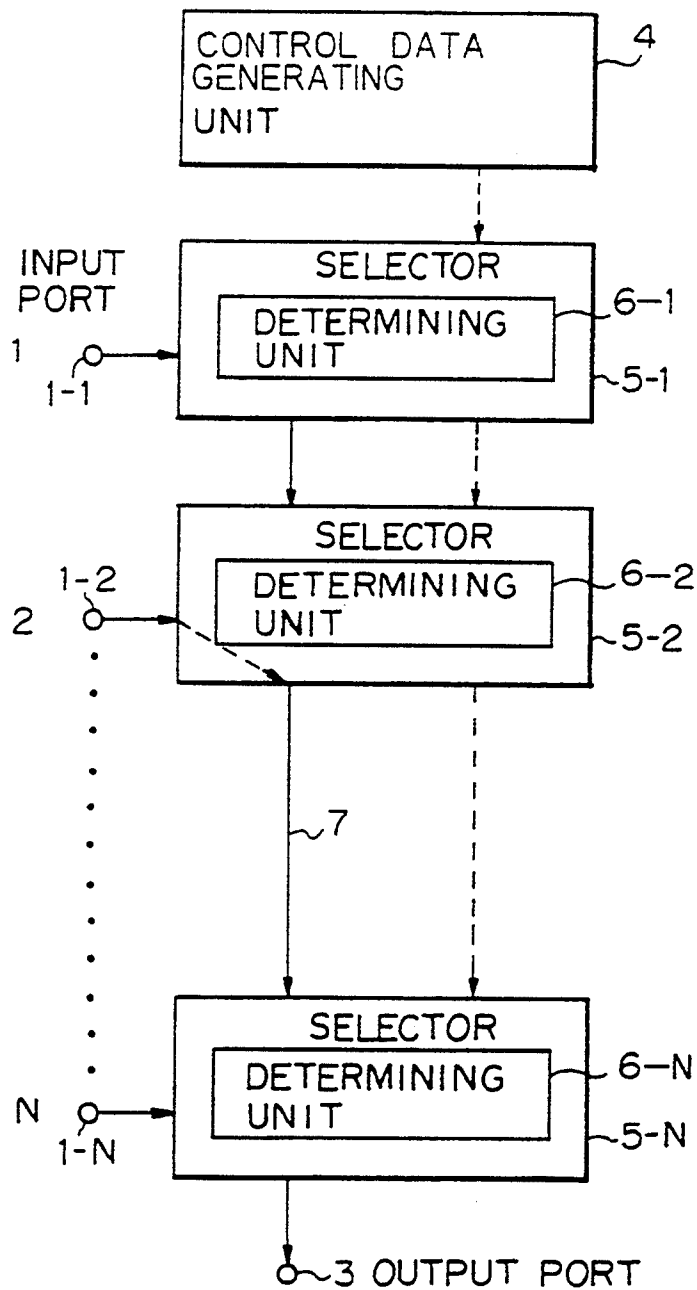 CONTROL DATA
GENERATING
UNIT
4
INPUT
PORT
SELECTOR
DETERMINING
UNIT
6-1
1
1-1
5-1
SELECTOR
DETERMINING
UNIT
6-2
1-2
2
5-2
7
SELECTOR
DETERMINING
UNIT
6-N
N
1-N
5-N
3 OUTPUT PORT